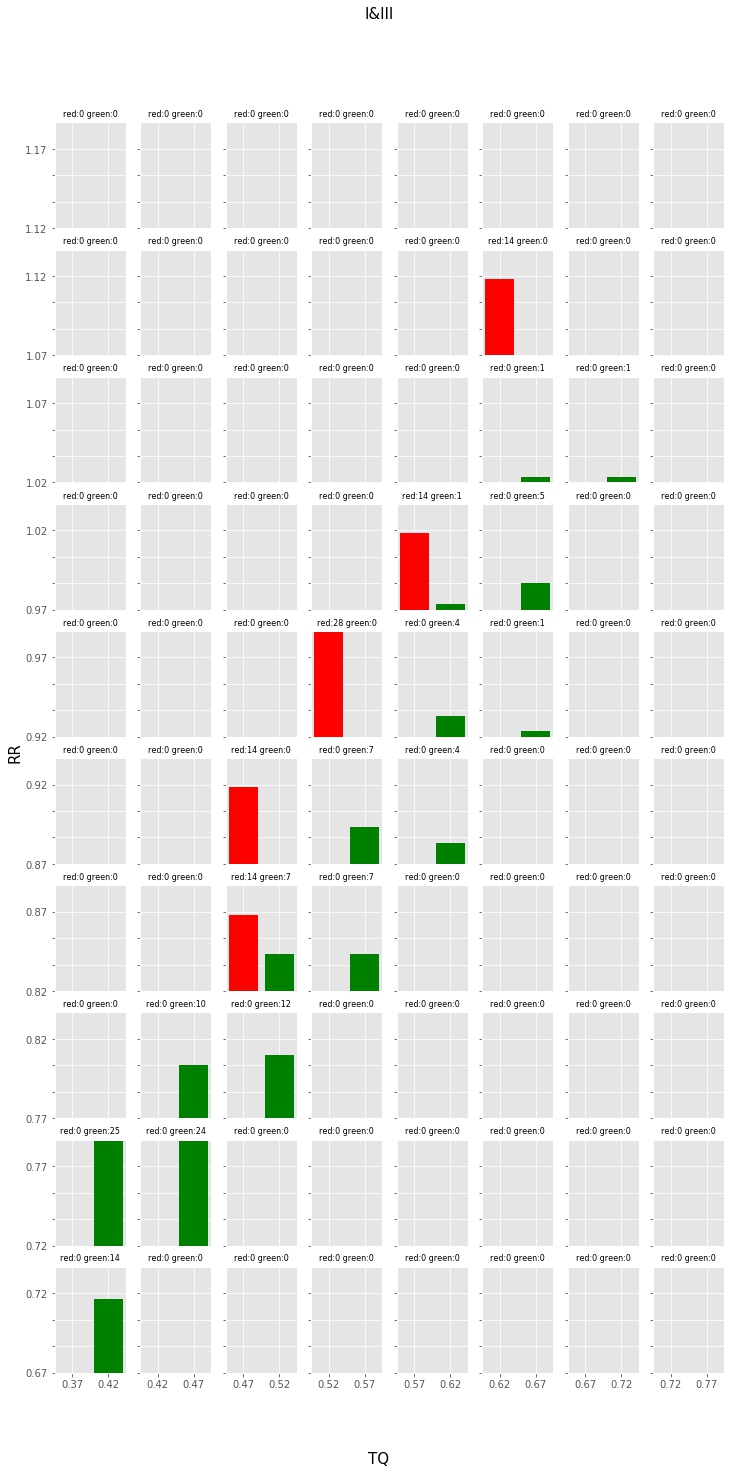 I&III
red:0 green:0 red:0 green:0 red:0 green:0 red:0 green:0 red:0 green:0 red:0 green:0 red:0 green:0 red:0 green:0
1.17
1.12
red:0 green:0 red:0 green:0 red:0 green:0 red:0 green:0 red:0 green:0 red:14 green:0 red:0 green:0 red:0 green:0
1.12
1.07
red:0 green:0 red:0 green:0 red:0 green:0 red:0 green:0 red:0 green:0 red:0 green:1 red:0 green:1 red:0 green:0
1.07
1.02
red:0 green:0 red:0 green:0 red:0 green:0 red:0 green:0 red:14 green:1 red:0 green:5 red:0 green:0 red:0 green:0
1.02
0.97
red:0 green:0 red:0 green:0 red:0 green:0 red:28 green:0 red:0 green:4 red:0 green:1 red:0 green:0 red:0 green:0
0.97
0.92
RR
red:0 green:0 red:0 green:0 red:14 green:0 red:0 green:7 red:0 green:4 red:0 green:0 red:0 green:0 red:0 green:0
0.92
0.87
red:0 green:0 red:0 green:0 red:14 green:7 red:0 green:7 red:0 green:0 red:0 green:0 red:0 green:0 red:0 green:0
0.87
0.82
red:0 green:0 red:0 green:10 red:0 green:12 red:0 green:0 red:0 green:0 red:0 green:0 red:0 green:0 red:0 green:0
0.82
0.77
red:0 green:25 red:0 green:24 red:0 green:0 red:0 green:0 red:0 green:0 red:0 green:0 red:0 green:0 red:0 green:0
0.77
0.72
red:0 green:14 red:0 green:0 red:0 green:0 red:0 green:0 red:0 green:0 red:0 green:0 red:0 green:0 red:0 green:0
0.72
0.67
0.37 0.42 0.42 0.47 0.47 0.52 0.52 0.57 0.57 0.62 0.62 0.67 0.67 0.72 0.72 0.77
TQ